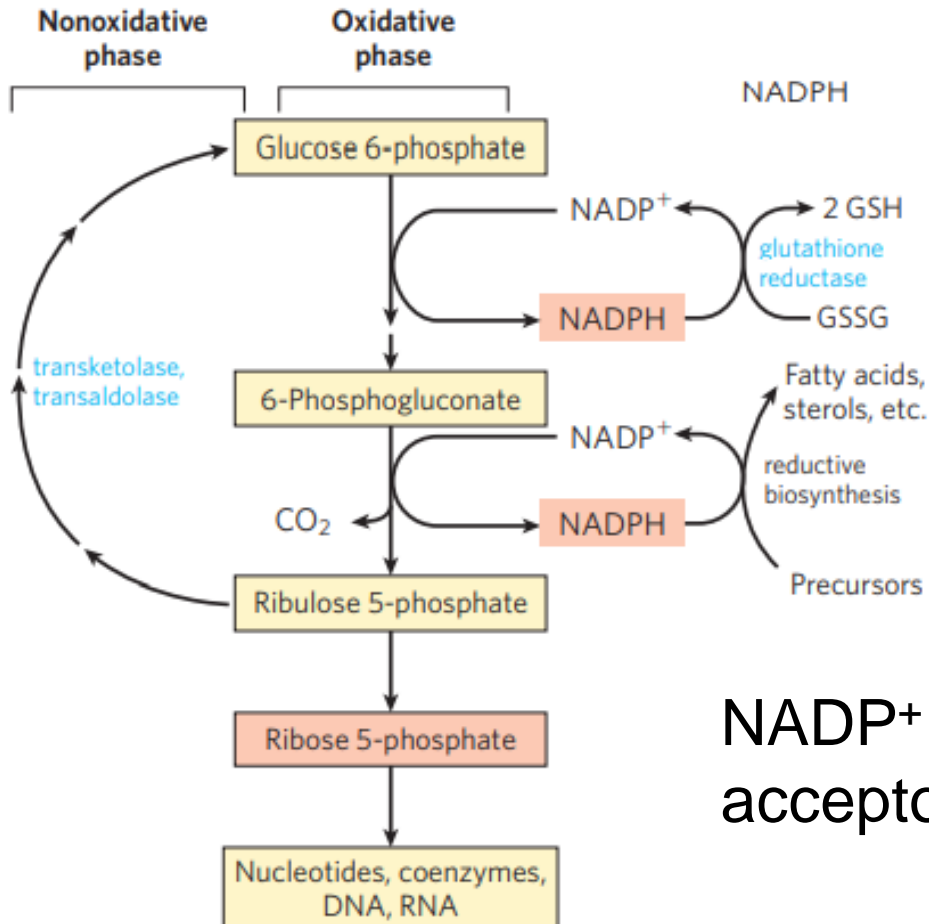 Nonoxidative
phase
Oxidative
phase
NADPH
Glucose 6-phosphate
NADP⁺
2 GSH
glutathione
reductase
NADPH
GSSG
transketolase,
transaldolase
6-Phosphogluconate
Fatty acids,
sterols, etc.
NADP⁺
reductive
biosynthesis
CO₂
NADPH
Precursors
Ribulose 5-phosphate
Ribose 5-phosphate
NADP⁺
Nucleotides, coenzymes,
DNA, RNA